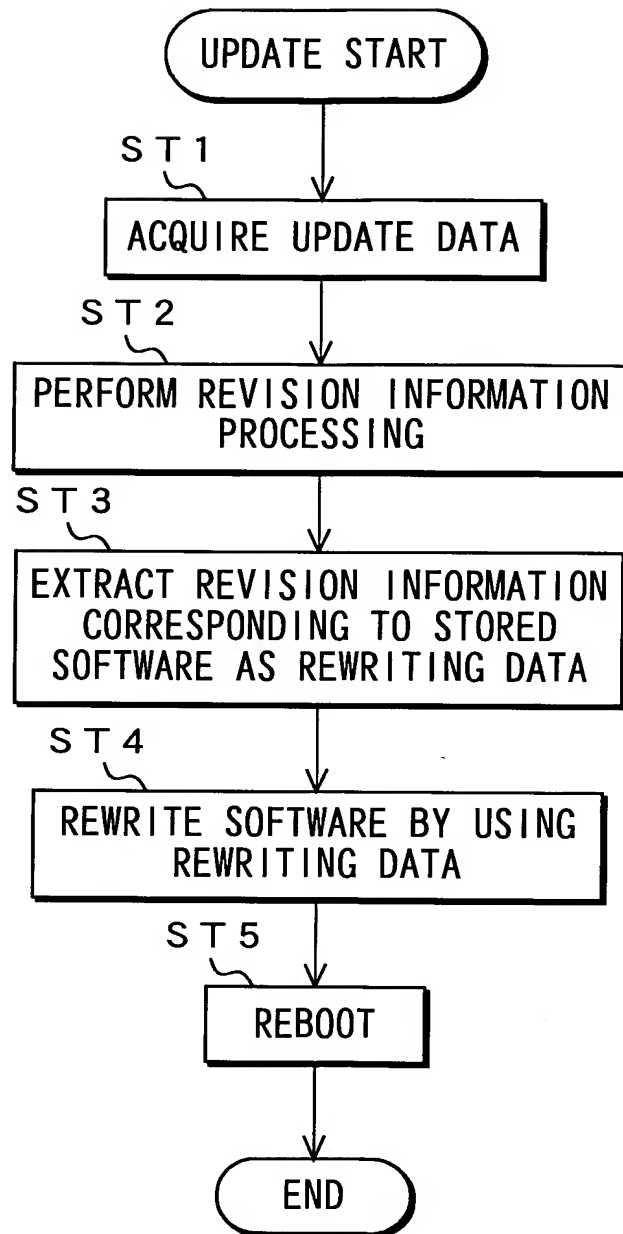 UPDATE START
ST1
ACQUIRE UPDATE DATA
ST2
PERFORM REVISION INFORMATION
PROCESSING
ST3
EXTRACT REVISION INFORMATION
CORRESPONDING TO STORED
SOFTWARE AS REWRITING DATA
ST4
REWRITE SOFTWARE BY USING
REWRITING DATA
ST5
REBOOT
END